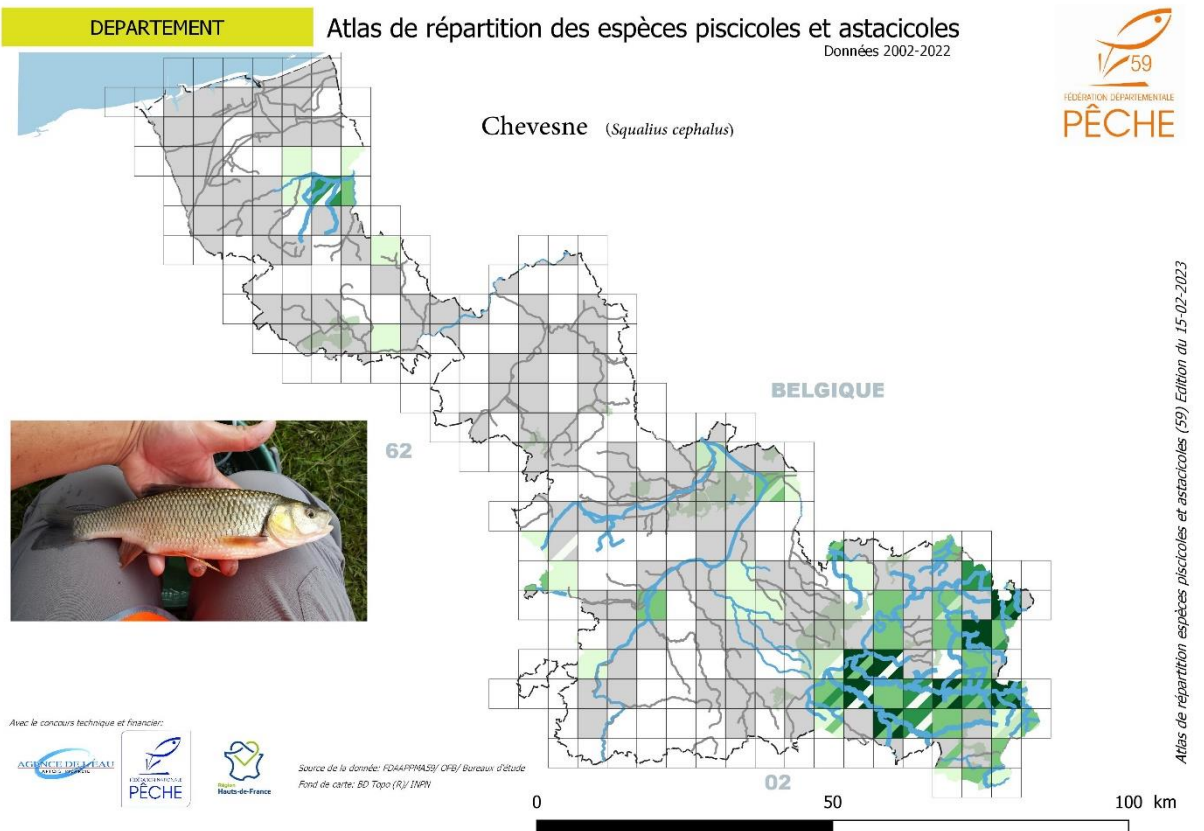 DEPARTEMENT
Atlas de répartition des espèces piscicoles et astacicoles
Données 2002-2022
59
FÉDÉRATION DÉPARTEMENTALE
PÊCHE
Chevesne (Squalius cephalus)
BELGIQUE
62
02
Atlas de répartition espèces piscicoles et astacicoles (59) Edition du 15-02-2023
Avec le concours technique et financier:
AGENCE DE L'EAU
PÊCHE
Région
Hauts-de-France
Source de la donnée: FDAAPPMA59/ OFB/ Bureaux d'étude
Fond de carte: BD Topo (R)/ INPN
0
50
100 km